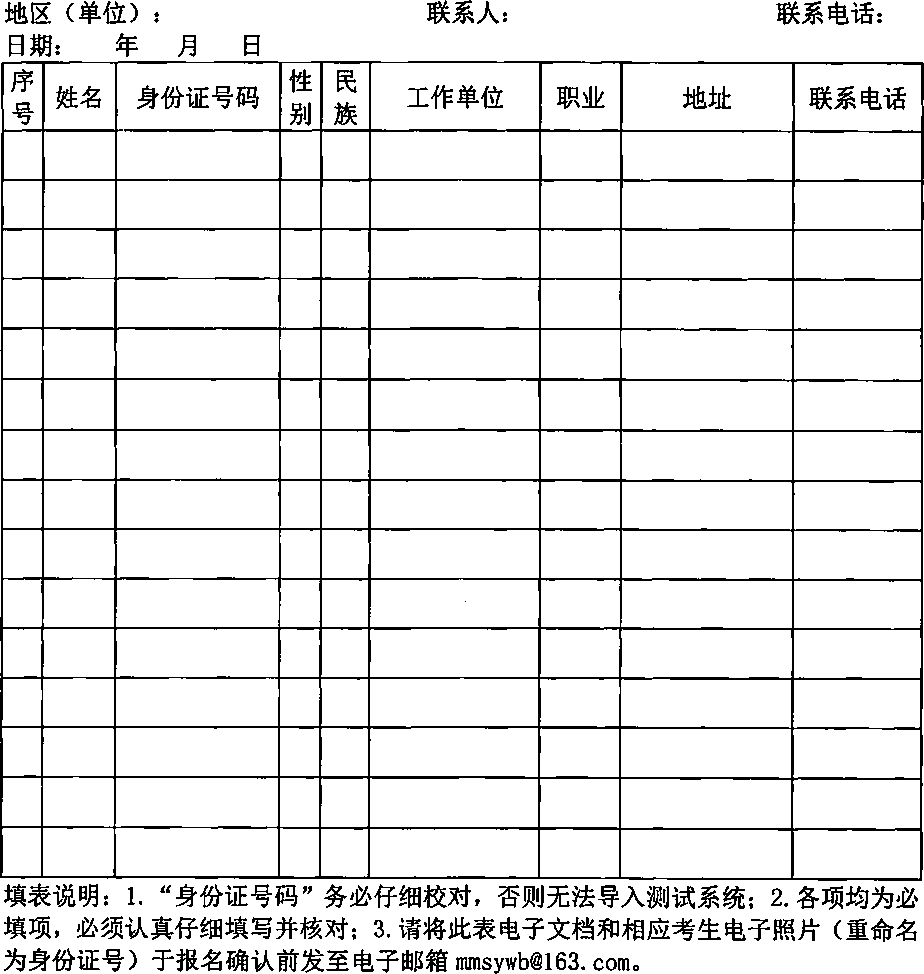 地区（单位）： 联系人： 联系电话：
日期： 年 月 日
序号 姓名 身份证号码 性别 民族 工作单位 职业 地址 联系电话
填表说明：1.“身份证号码”务必仔细校对，否则无法导入测试系统；2.各项均为必
填项，必须认真仔细填写并核对；3.请将此表电子文档和相应考生电子照片（重命名
为身份证号）于报名确认前发至电子邮箱mmsywb@163.com。